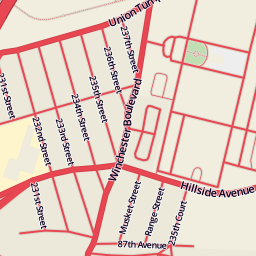 Union Turn
237th Street
236th Street
235th Street
234th Street
233rd Street
232nd Street
231st Street
231st Street
Winchester Boulevard
Hillside Avenue
Musket Street
Range Street
235th Court
87th Avenue